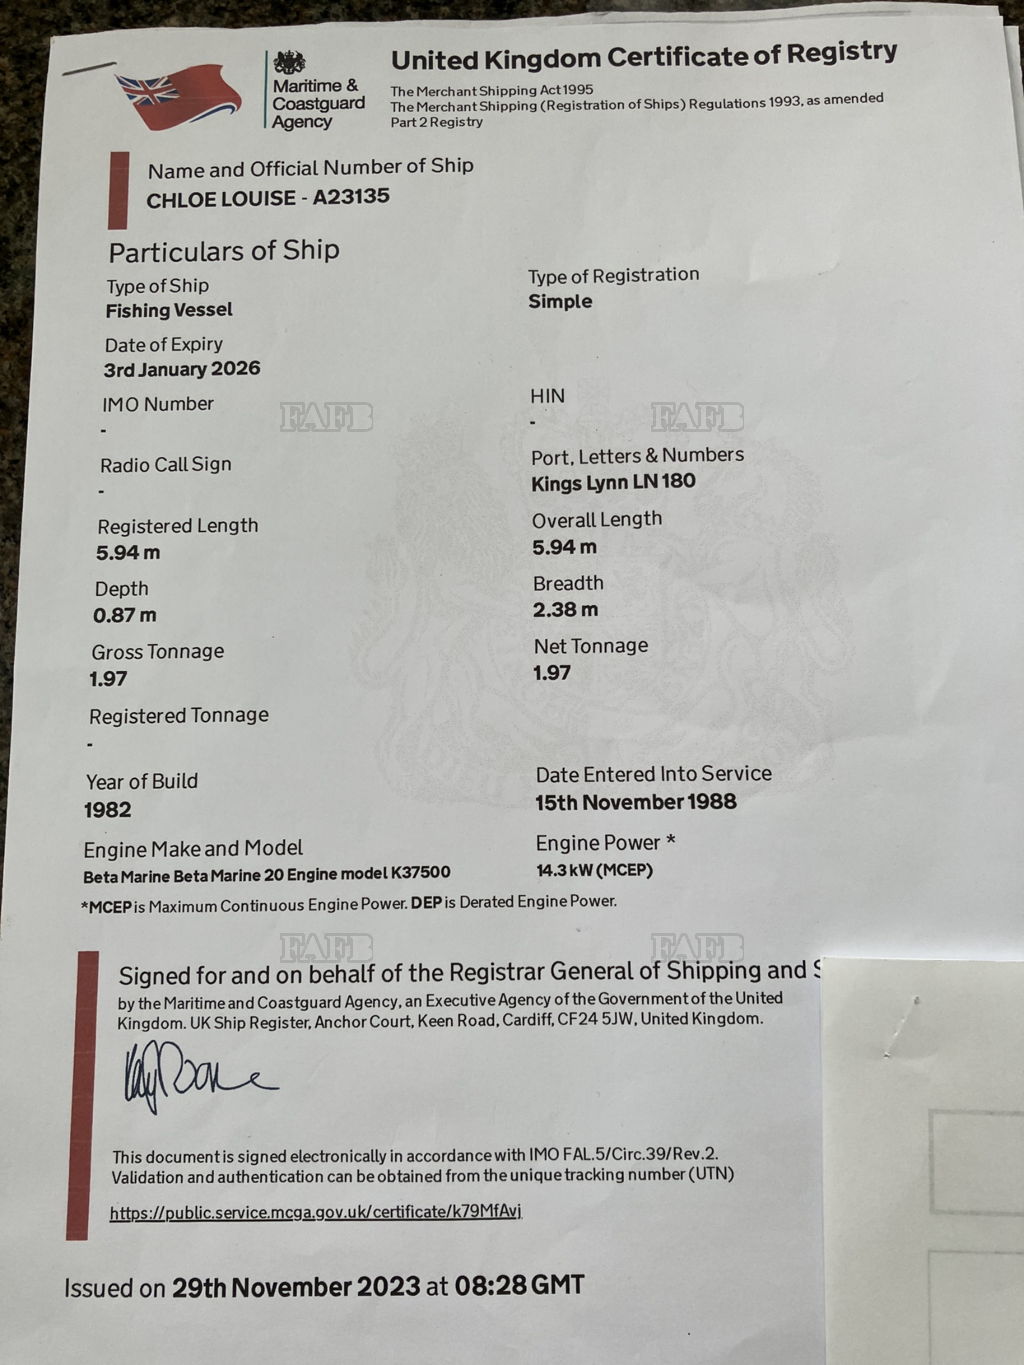 United Kingdom Certificate of Registry
Maritime &
Coastguard
Agency
The Merchant Shipping Act 1995
The Merchant Shipping (Registration of Ships) Regulations 1993, as amended
Part 2 Registry
Name and Official Number of Ship
CHLOE LOUISE - A23135
Particulars of Ship
Type of Ship
Fishing Vessel
Type of Registration
Simple
Date of Expiry
3rd January 2026
IMO Number
-
FAFB
HIN
-
FAFB
Radio Call Sign
-
Port, Letters & Numbers
Kings Lynn LN 180
Registered Length
5.94 m
Overall Length
5.94 m
Depth
0.87 m
Breadth
2.38 m
Gross Tonnage
1.97
Net Tonnage
1.97
Registered Tonnage
-
Year of Build
1982
Date Entered Into Service
15th November 1988
Engine Make and Model
Beta Marine Beta Marine 20 Engine model K37500
Engine Power *
14.3 kW (MCEP)
*MCEP is Maximum Continuous Engine Power. DEP is Derated Engine Power.
FAFB
FAFB
Signed for and on behalf of the Registrar General of Shipping and S
by the Maritime and Coastguard Agency, an Executive Agency of the Government of the United
Kingdom. UK Ship Register, Anchor Court, Keen Road, Cardiff, CF24 5JW, United Kingdom.
This document is signed electronically in accordance with IMO FAL.5/Circ.39/Rev.2.
Validation and authentication can be obtained from the unique tracking number (UTN)
https://public.service.mcga.gov.uk/certificate/k79MfAvj
Issued on 29th November 2023 at 08:28 GMT